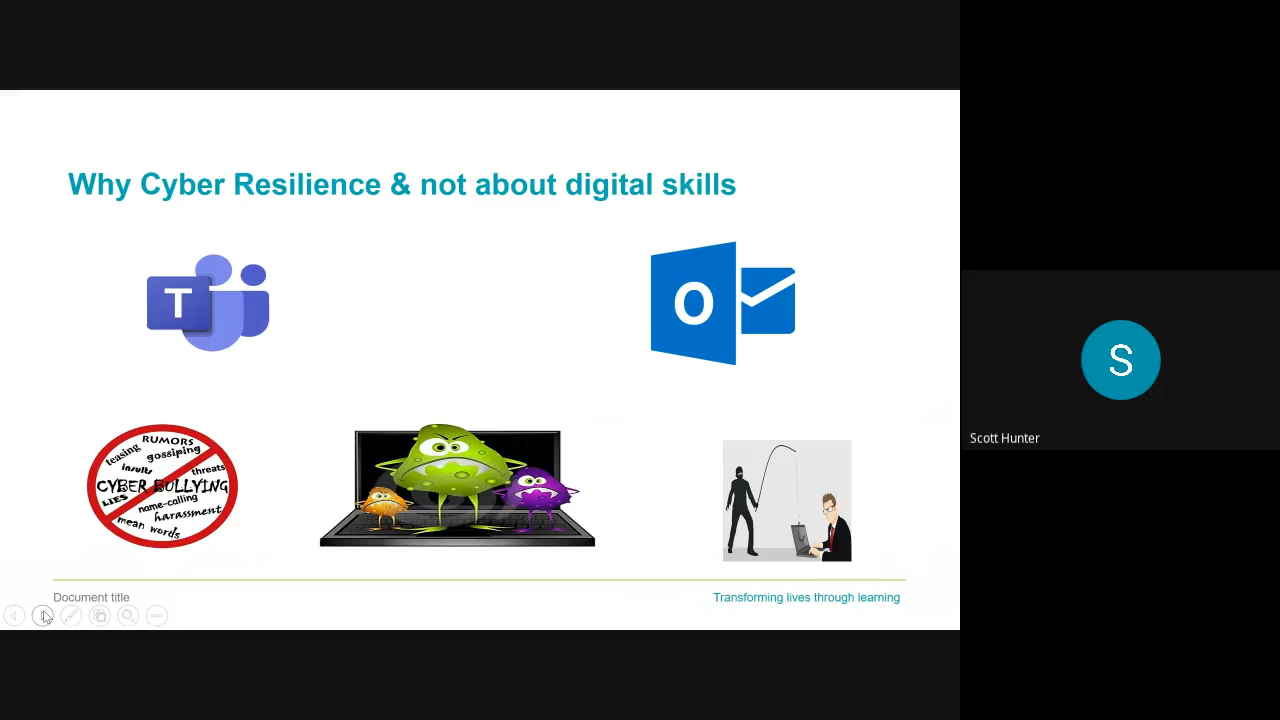 Why Cyber Resilience & not about digital skills
T
O
RUMORS
teasing
gossiping
insults
threats
CYBER BULLYING
LIES
name-calling
harassment
mean words
S
Scott Hunter
Document title
Transforming lives through learning